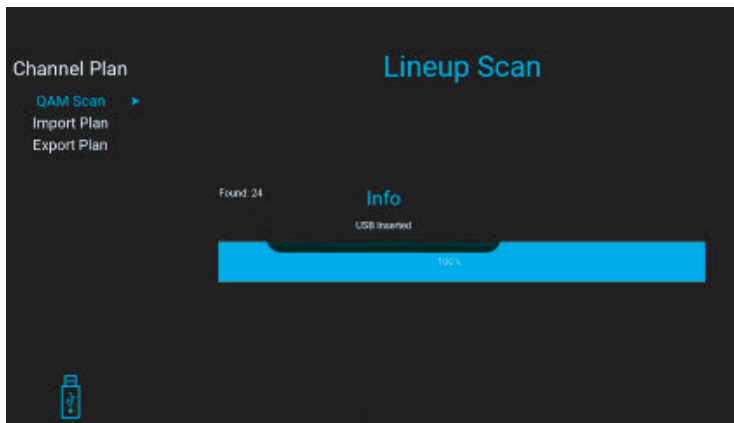 Channel Plan
QAM Scan
Import Plan
Export Plan
Lineup Scan
Found: 24
Info
USB Inserted
100%